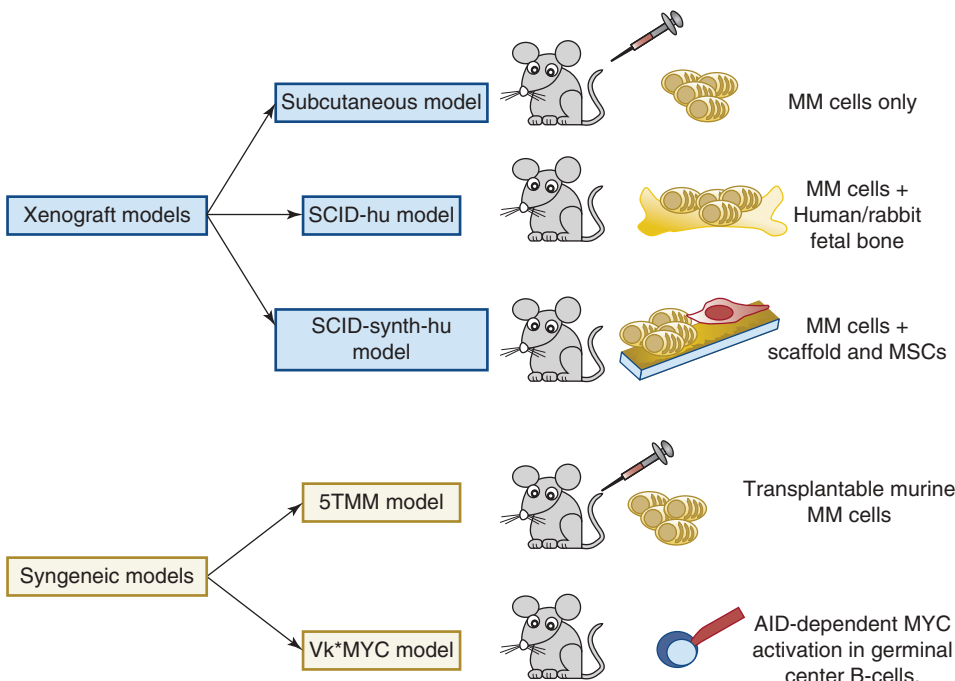 Subcutaneous model
MM cells only
Xenograft models
SCID-hu model
MM cells +
Human/rabbit
fetal bone
SCID-synth-hu
model
MM cells +
scaffold and MSCs
5TMM model
Transplantable murine
MM cells
Syngeneic models
Vk*MYC model
AID-dependent MYC
activation in germinal
center B-cells.